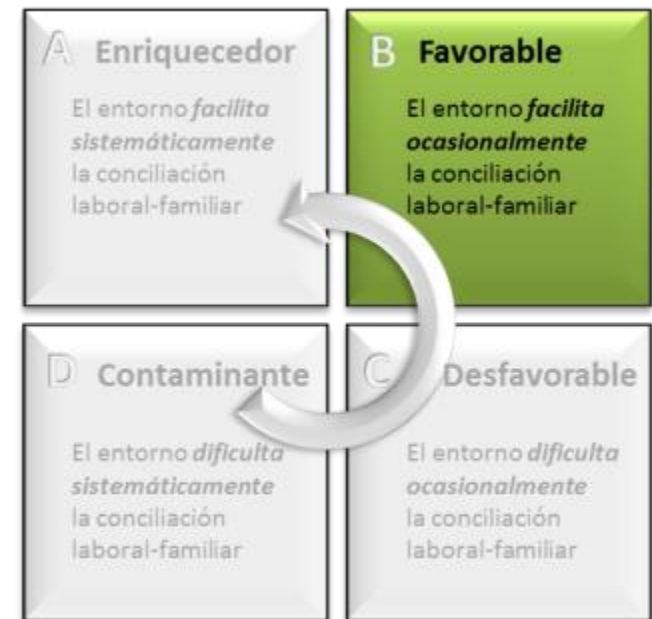 A Enriquecedor
El entorno facilita
sistemáticamente
la conciliación
laboral-familiar
B Favorable
El entorno facilita
ocasionalmente
la conciliación
laboral-familiar
D Contaminante
El entorno dificulta
sistemáticamente
la conciliación
laboral-familiar
C Desfavorable
El entorno dificulta
ocasionalmente
la conciliación
laboral-familiar